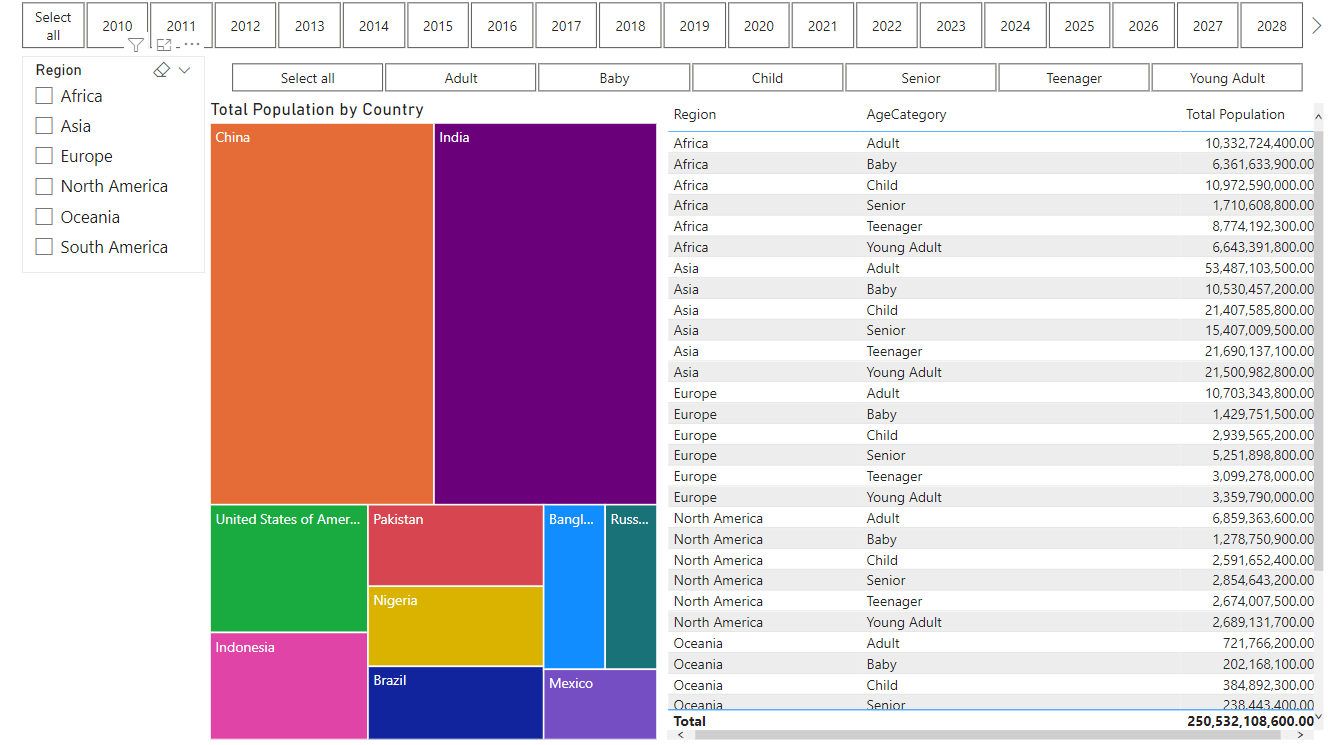 Select all 2010 2011 2012 2013 2014 2015 2016 2017 2018 2019 2020 2021 2022 2023 2024 2025 2026 2027 2028
Region
Africa
Asia
Europe
North America
Oceania
South America
Select all Adult Baby Child Senior Teenager Young Adult
Total Population by Country
China
India
United States of Amer...
Pakistan
Bangl...
Russ...
Nigeria
Indonesia
Brazil
Mexico
Region AgeCategory Total Population
Africa Adult 10,332,724,400.00
Africa Baby 6,361,633,900.00
Africa Child 10,972,590,000.00
Africa Senior 1,710,608,800.00
Africa Teenager 8,774,192,300.00
Africa Young Adult 6,643,391,800.00
Asia Adult 53,487,103,500.00
Asia Baby 10,530,457,200.00
Asia Child 21,407,585,800.00
Asia Senior 15,407,009,500.00
Asia Teenager 21,690,137,100.00
Asia Young Adult 21,500,982,800.00
Europe Adult 10,703,343,800.00
Europe Baby 1,429,751,500.00
Europe Child 2,939,565,200.00
Europe Senior 5,251,898,800.00
Europe Teenager 3,099,278,000.00
Europe Young Adult 3,359,790,000.00
North America Adult 6,859,363,600.00
North America Baby 1,278,750,900.00
North America Child 2,591,652,400.00
North America Senior 2,854,643,200.00
North America Teenager 2,674,007,500.00
North America Young Adult 2,689,131,700.00
Oceania Adult 721,766,200.00
Oceania Baby 202,168,100.00
Oceania Child 384,892,300.00
Oceania Senior 238,443,400.00
Total 250,532,108,600.00